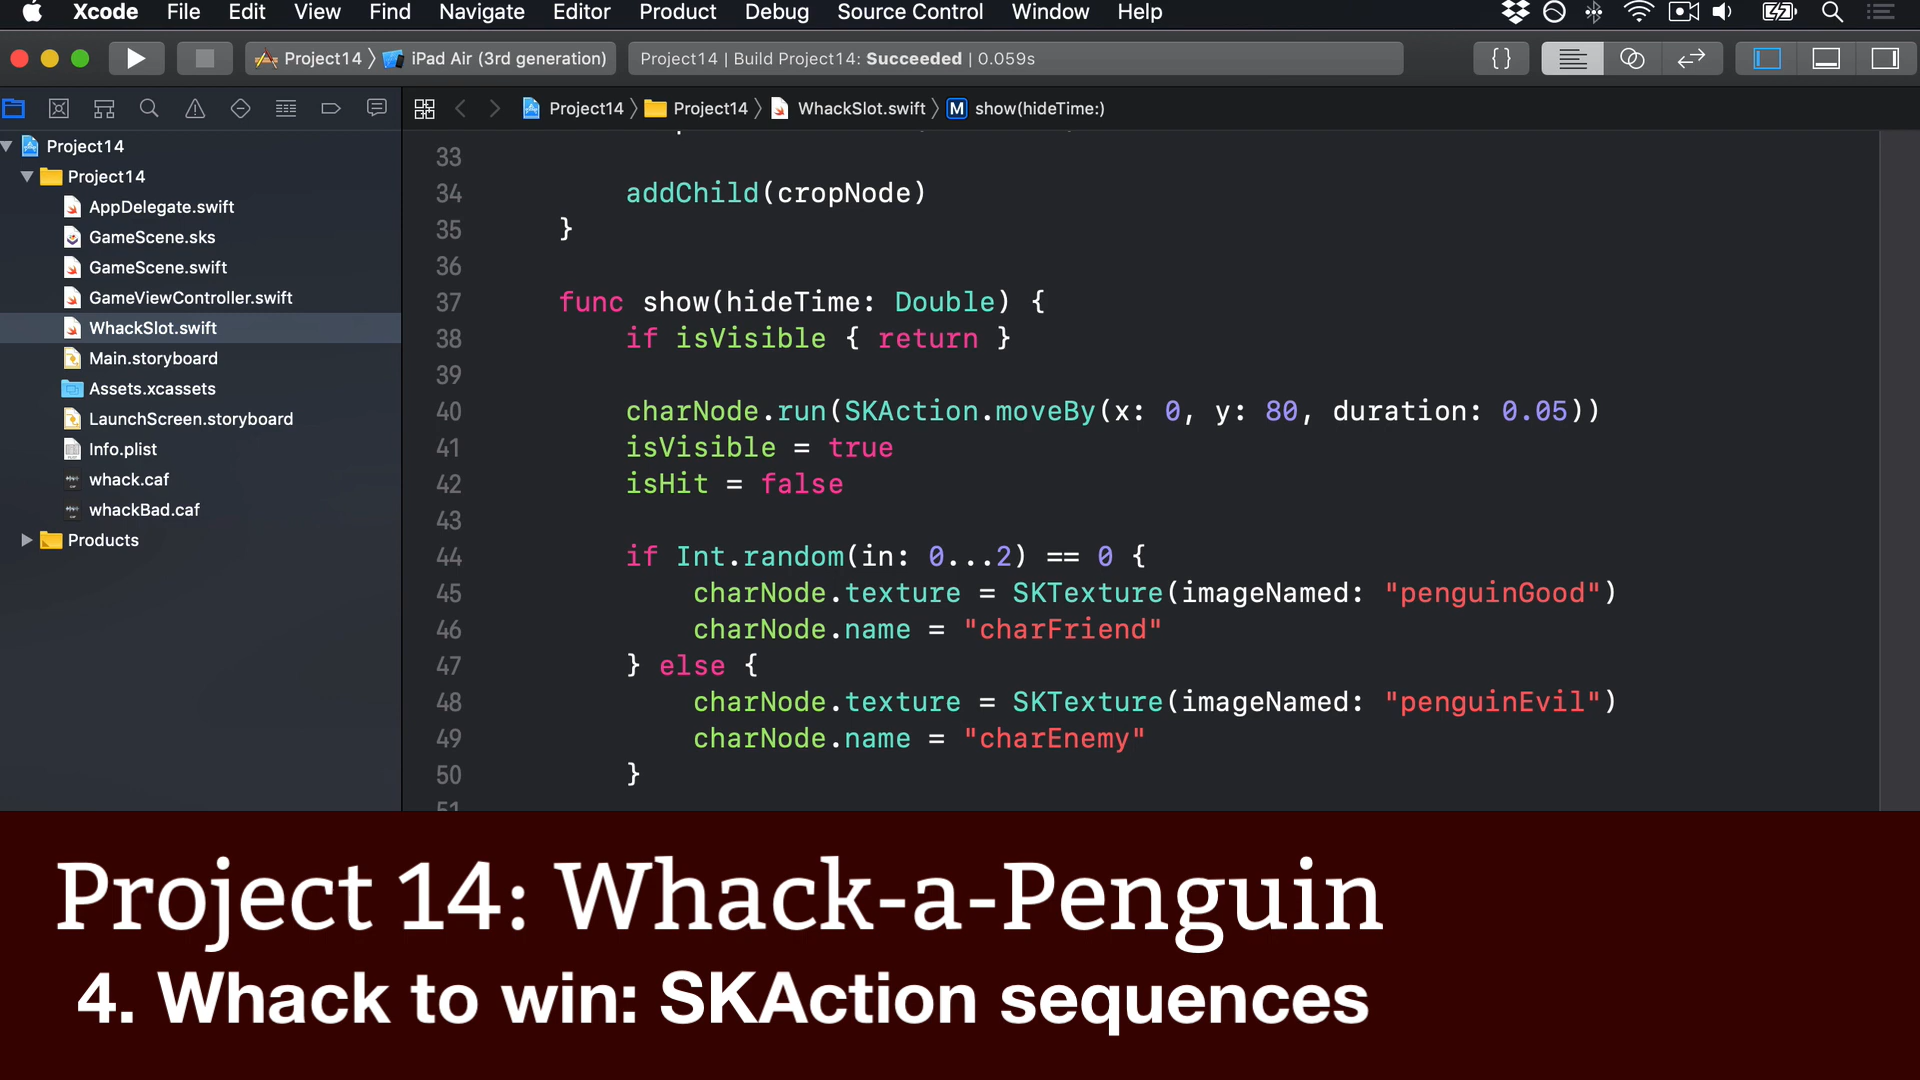 Xcode File Edit View Find Navigate Editor Product Debug Source Control Window Help
Project14 iPad Air (3rd generation) Project14 | Build Project14: Succeeded | 0.059s
Project14 Project14 WhackSlot.swift M show(hideTime:)
Project14
Project14
AppDelegate.swift
GameScene.sks
GameScene.swift
GameViewController.swift
WhackSlot.swift
Main.storyboard
Assets.xcassets
LaunchScreen.storyboard
Info.plist
whack.caf
whackBad.caf
Products
33
34 addChild(cropNode)
35 }
36
37 func show(hideTime: Double) {
38 if isVisible { return }
39
40 charNode.run(SKAction.moveBy(x: 0, y: 80, duration: 0.05))
41 isVisible = true
42 isHit = false
43
44 if Int.random(in: 0...2) == 0 {
45 charNode.texture = SKTexture(imageNamed: "penguinGood")
46 charNode.name = "charFriend"
47 } else {
48 charNode.texture = SKTexture(imageNamed: "penguinEvil")
49 charNode.name = "charEnemy"
50 }
51
Project 14: Whack-a-Penguin
4. Whack to win: SKAction sequences